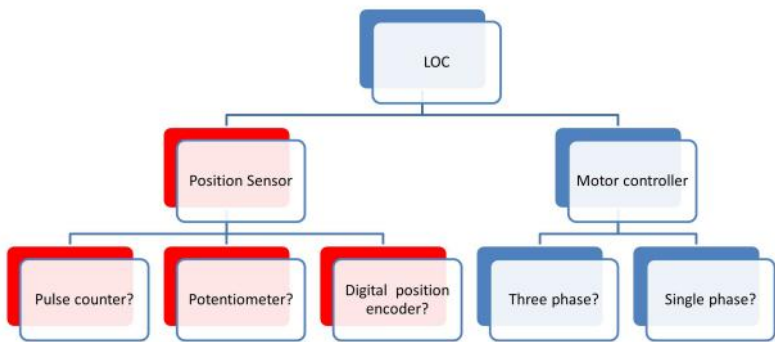 LOC
Position Sensor
Motor controller
Pulse counter?
Potentiometer?
Digital position
encoder?
Three phase?
Single phase?